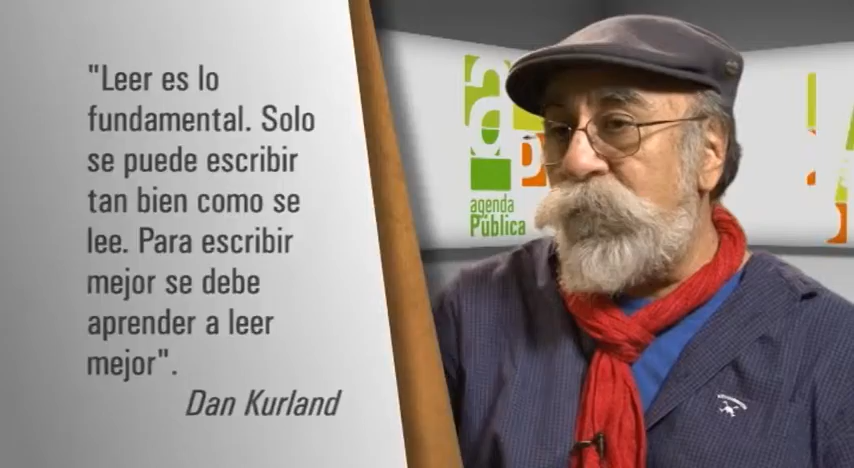 "Leer es lo
fundamental. Solo
se puede escribir
tan bien como se
lee. Para escribir
mejor se debe
aprender a leer
mejor".
Dan Kurland
a
p
agenda
Pública